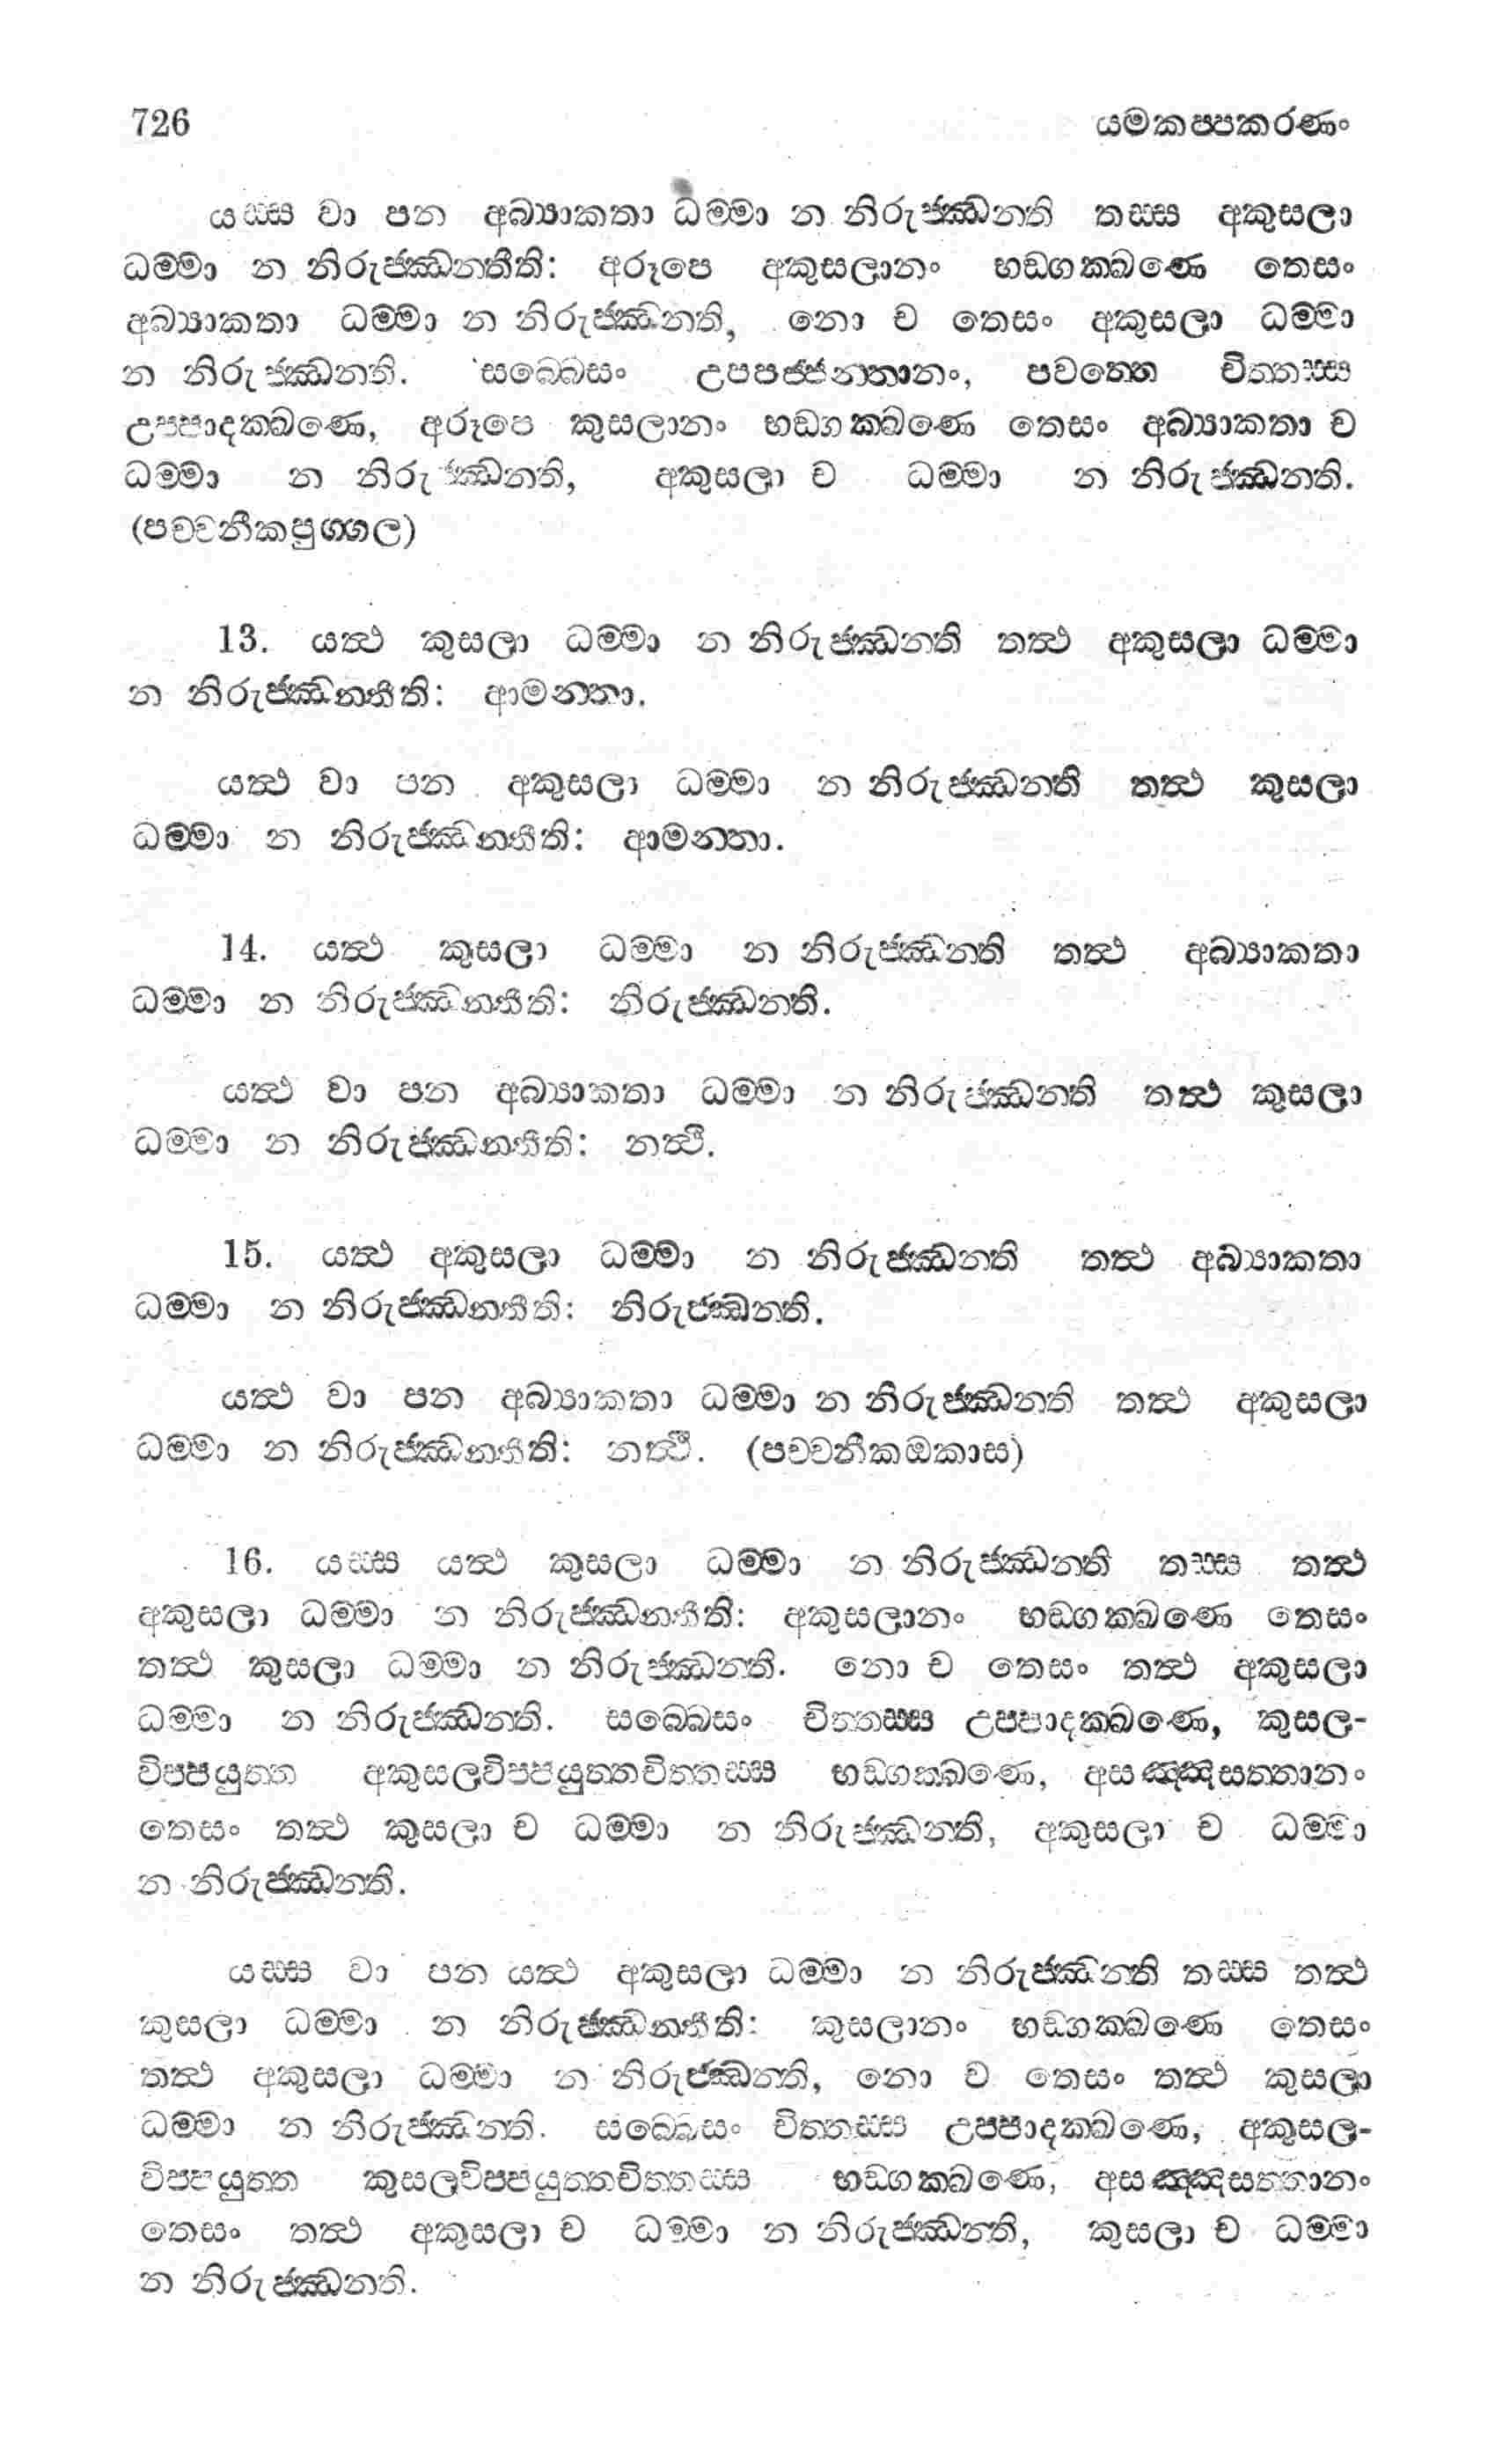 726 යමකප්පකරණං
යස්ස වා පන අබ්‍යාකතා ධම්මා න නිරුජ්ඣන්ති තස්ස අකුසලා
ධම්මා න නිරුජ්ඣන්තීති: අරූපෙ අකුසලානං භඞ්ගක්ඛණෙ තෙසං
අබ්‍යාකතා ධම්මා න නිරුජ්ඣන්ති, නො ච තෙසං අකුසලා ධම්මා
න නිරුජ්ඣන්ති. සබ්බෙසං උපපජ්ජන්තානං, පවත්තෙ චිත්තස්ස
උප්පාදක්ඛණෙ, අරූපෙ කුසලානං භඞ්ගක්ඛණෙ තෙසං අබ්‍යාකතා ච
ධම්මා න නිරුජ්ඣන්ති, අකුසලා ච ධම්මා න නිරුජ්ඣන්ති.
(පච්චනීකපුග්ගල)
13. යත්ථ කුසලා ධම්මා න නිරුජ්ඣන්ති තත්ථ අකුසලා ධම්මා
න නිරුජ්ඣන්තීති: ආමන්තා.
යත්ථ වා පන අකුසලා ධම්මා න නිරුජ්ඣන්ති තත්ථ කුසලා
ධම්මා න නිරුජ්ඣන්තීති: ආමන්තා.
14. යත්ථ කුසලා ධම්මා න නිරුජ්ඣන්ති තත්ථ අබ්‍යාකතා
ධම්මා න නිරුජ්ඣන්තීති: නිරුජ්ඣන්ති.
යත්ථ වා පන අබ්‍යාකතා ධම්මා න නිරුජ්ඣන්ති තත්ථ කුසලා
ධම්මා න නිරුජ්ඣන්තීති: නත්ථි.
15. යත්ථ අකුසලා ධම්මා න නිරුජ්ඣන්ති තත්ථ අබ්‍යාකතා
ධම්මා න නිරුජ්ඣන්තීති: නිරුජ්ඣන්ති.
යත්ථ වා පන අබ්‍යාකතා ධම්මා න නිරුජ්ඣන්ති තත්ථ අකුසලා
ධම්මා න නිරුජ්ඣන්තීති: නත්ථි. (පච්චනීකඔකාස)
16. යස්ස යත්ථ කුසලා ධම්මා න නිරුජ්ඣන්ති තස්ස තත්ථ
අකුසලා ධම්මා න නිරුජ්ඣන්තීති: අකුසලානං භඞ්ගක්ඛණෙ තෙසං
තත්ථ කුසලා ධම්මා න නිරුජ්ඣන්ති. නො ච තෙසං තත්ථ අකුසලා
ධම්මා න නිරුජ්ඣන්ති. සබ්බෙසං චිත්තස්ස උප්පාදක්ඛණෙ, කුසල-
විප්පයුත්ත අකුසලවිප්පයුත්තචිත්තස්ස භඞ්ගක්ඛණෙ, අසඤ්ඤසත්තානං
තෙසං තත්ථ කුසලා ච ධම්මා න නිරුජ්ඣන්ති, අකුසලා ච ධම්මා
න නිරුජ්ඣන්ති.
යස්ස වා පන යත්ථ අකුසලා ධම්මා න නිරුජ්ඣන්ති තස්ස තත්ථ
කුසලා ධම්මා න නිරුජ්ඣන්තීති: කුසලානං භඞ්ගක්ඛණෙ තෙසං
තත්ථ අකුසලා ධම්මා න නිරුජ්ඣන්ති, නො ච තෙසං තත්ථ කුසලා
ධම්මා න නිරුජ්ඣන්ති. සබ්බෙසං චිත්තස්ස උප්පාදක්ඛණෙ, අකුසල-
විප්පයුත්ත කුසලවිප්පයුත්තචිත්තස්ස භඞ්ගක්ඛණෙ, අසඤ්ඤසත්තානං
තෙසං තත්ථ අකුසලා ච ධම්මා න නිරුජ්ඣන්ති, කුසලා ච ධම්මා
න නිරුජ්ඣන්ති.